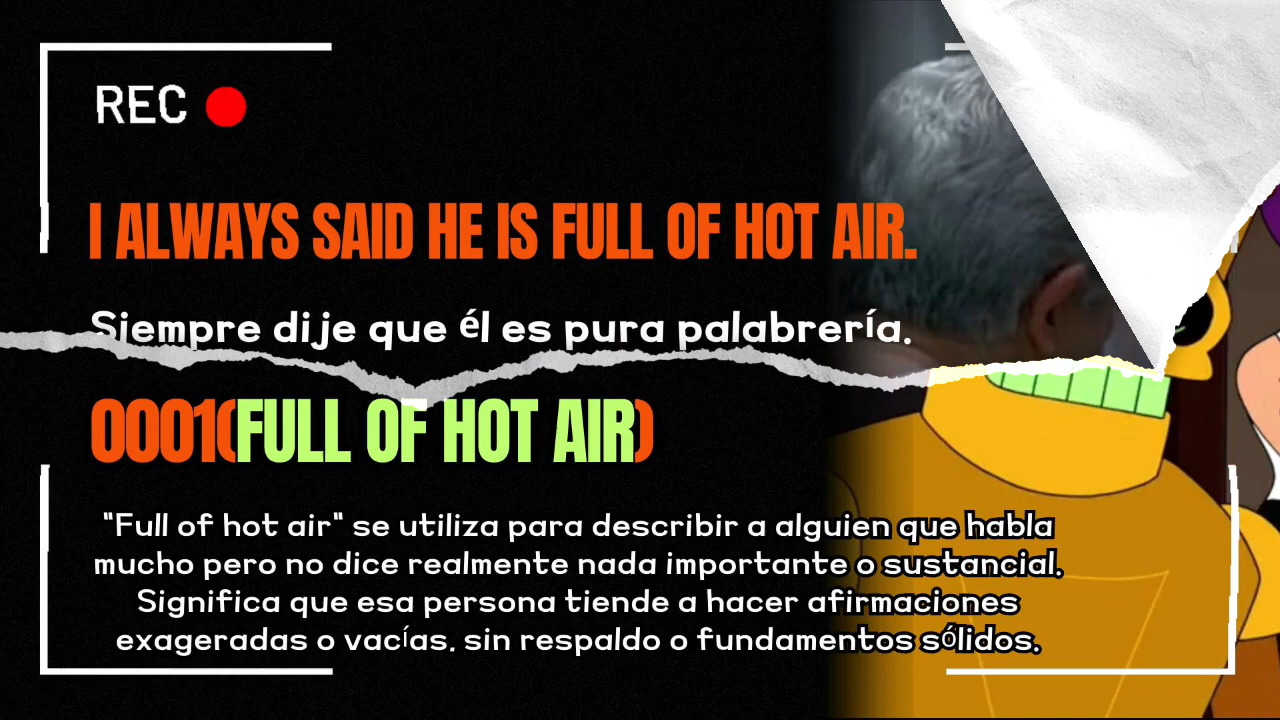 REC
I ALWAYS SAID HE IS FULL OF HOT AIR.
Siempre dije que él es pura palabrería.
0001(FULL OF HOT AIR)
"Full of hot air" se utiliza para describir a alguien que habla
mucho pero no dice realmente nada importante o sustancial.
Significa que esa persona tiende a hacer afirmaciones
exageradas o vacías, sin respaldo o fundamentos sólidos.